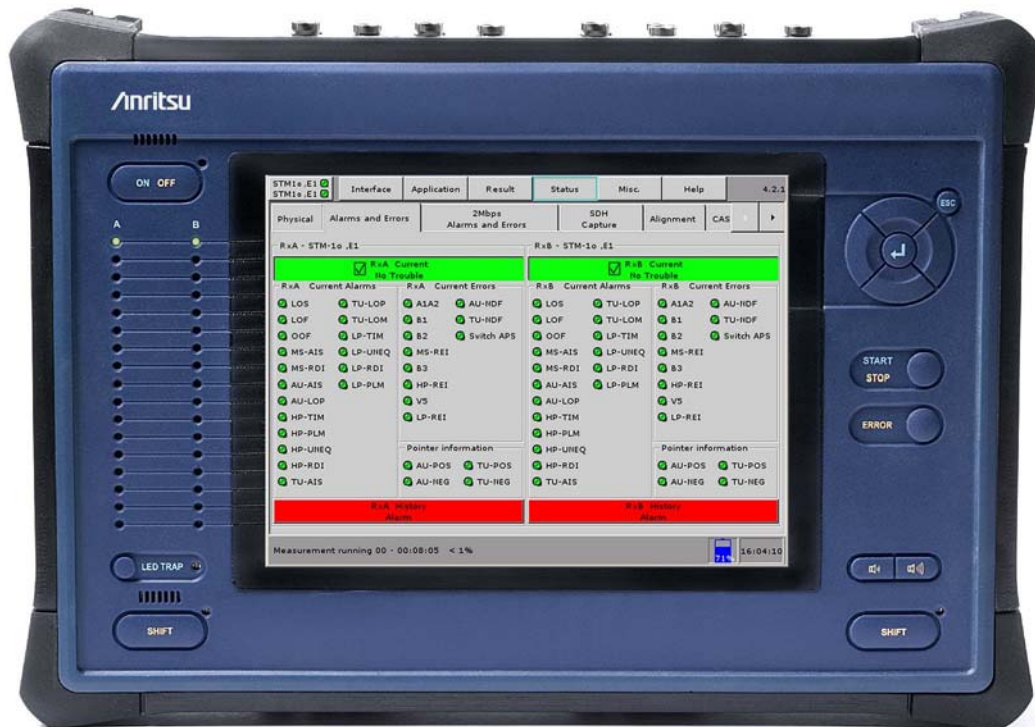 Anritsu
ON OFF
A B
LED TRAP
SHIFT
STM1o ,E1
STM1o ,E1
Interface Application Result Status Misc. Help 4.2.1
Physical Alarms and Errors 2Mbps Alarms and Errors SDH Capture Alignment CAS
RxA - STM-1o ,E1
RxA Current
No Trouble
RxA Current Alarms
LOS TU-LOP
LOF TU-LOM
OOF LP-TIM
MS-AIS LP-UNEQ
MS-RDI LP-RDI
AU-AIS LP-PLM
AU-LOP
HP-TIM
HP-PLM
HP-UNEQ
HP-RDI
TU-AIS
RxA Current Errors
A1A2 AU-NDF
B1 TU-NDF
B2 Switch APS
MS-REI
B3
HP-REI
V5
LP-REI
Pointer information
AU-POS TU-POS
AU-NEG TU-NEG
RxA History
Alarm
RxB - STM-1o ,E1
RxB Current
No Trouble
RxB Current Alarms
LOS TU-LOP
LOF TU-LOM
OOF LP-TIM
MS-AIS LP-UNEQ
MS-RDI LP-RDI
AU-AIS LP-PLM
AU-LOP
HP-TIM
HP-PLM
HP-UNEQ
HP-RDI
TU-AIS
RxB Current Errors
A1A2 AU-NDF
B1 TU-NDF
B2 Switch APS
MS-REI
B3
HP-REI
V5
LP-REI
Pointer information
AU-POS TU-POS
AU-NEG TU-NEG
RxB History
Alarm
Measurement running 00 - 00:08:05 < 1% 71% 16:04:10
ESC
START
STOP
ERROR
SHIFT